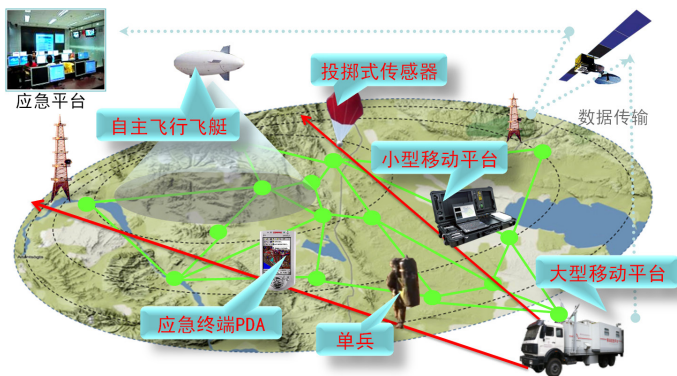 应急平台
自主飞行飞艇
投掷式传感器
数据传输
小型移动平台
大型移动平台
应急终端PDA
单兵